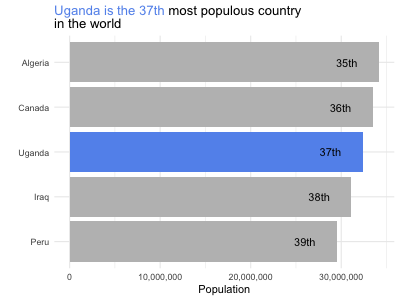 Uganda is the 37th most populous country
in the world
Algeria
35th
Canada
36th
Uganda
37th
Iraq
38th
Peru
39th
0
10,000,000
20,000,000
30,000,000
Population